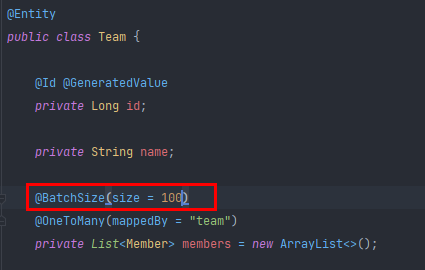 @Entity
public class Team {
@Id @GeneratedValue
private Long id;
private String name;
@BatchSize(size = 100)
@OneToMany(mappedBy = "team")
private List<Member> members = new ArrayList<>();